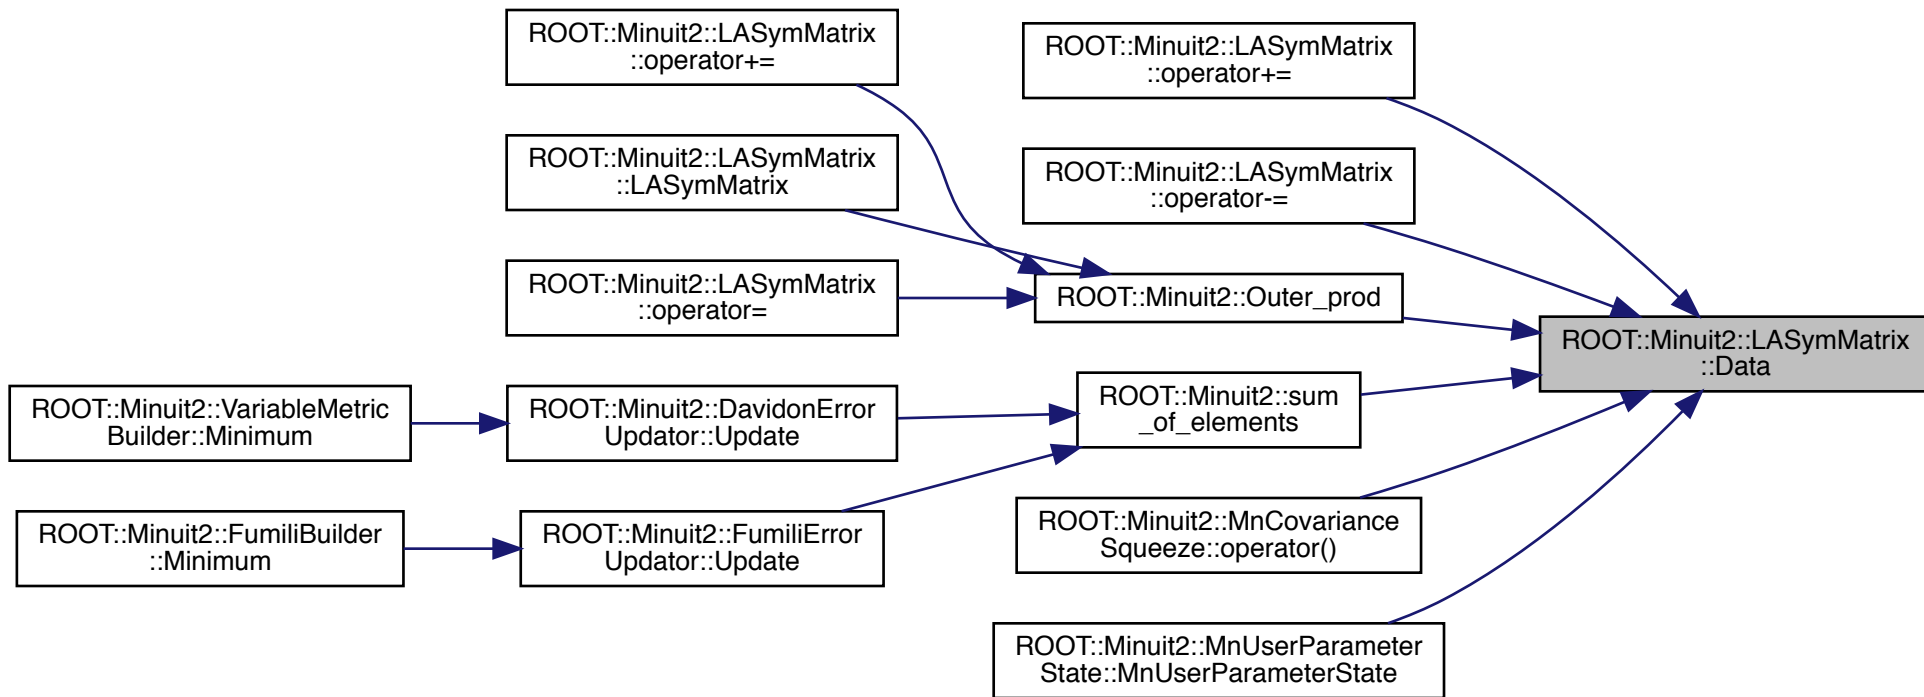 ROOT::Minuit2::LASymMatrix
::operator+=
ROOT::Minuit2::LASymMatrix
::operator+=
ROOT::Minuit2::LASymMatrix
::LASymMatrix
ROOT::Minuit2::LASymMatrix
::operator-=
ROOT::Minuit2::LASymMatrix
::operator=
ROOT::Minuit2::Outer_prod
ROOT::Minuit2::LASymMatrix
::Data
ROOT::Minuit2::VariableMetric
Builder::Minimum
ROOT::Minuit2::DavidonError
Updator::Update
ROOT::Minuit2::sum
_of_elements
ROOT::Minuit2::FumiliBuilder
::Minimum
ROOT::Minuit2::FumiliError
Updator::Update
ROOT::Minuit2::MnCovariance
Squeeze::operator()
ROOT::Minuit2::MnUserParameter
State::MnUserParameterState